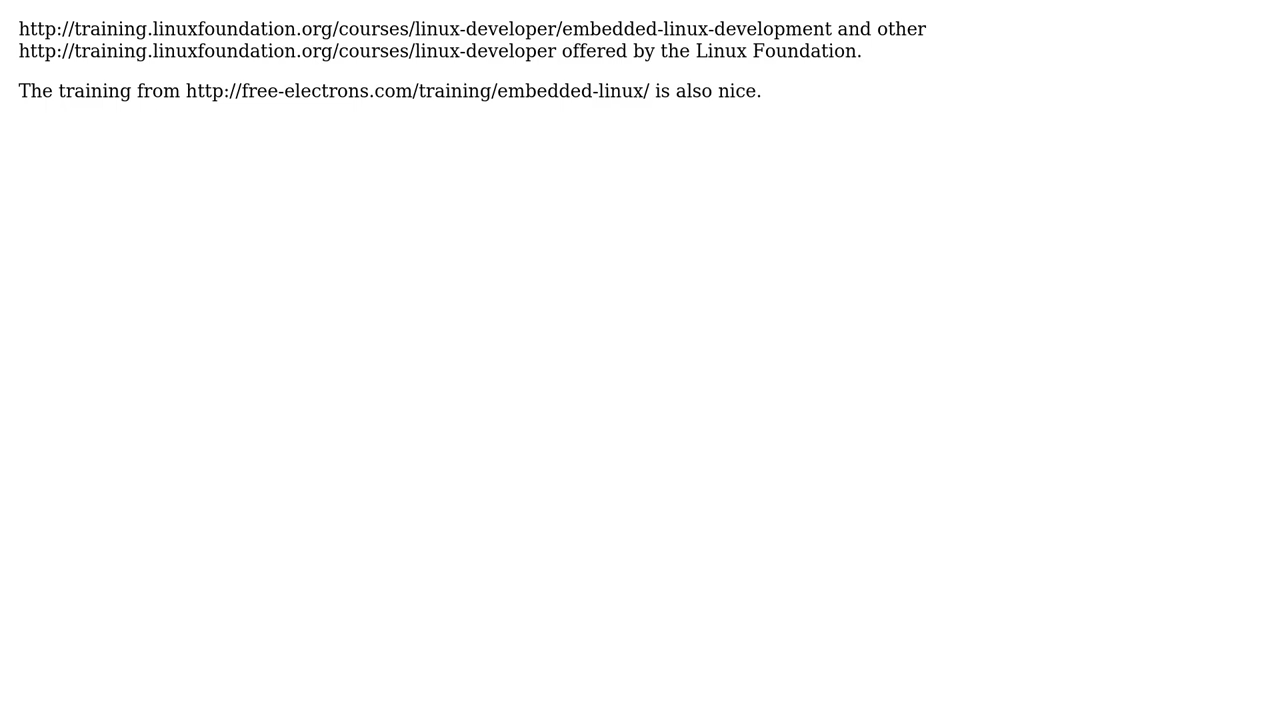 http://training.linuxfoundation.org/courses/linux-developer/embedded-linux-development and other
http://training.linuxfoundation.org/courses/linux-developer offered by the Linux Foundation.
The training from http://free-electrons.com/training/embedded-linux/ is also nice.